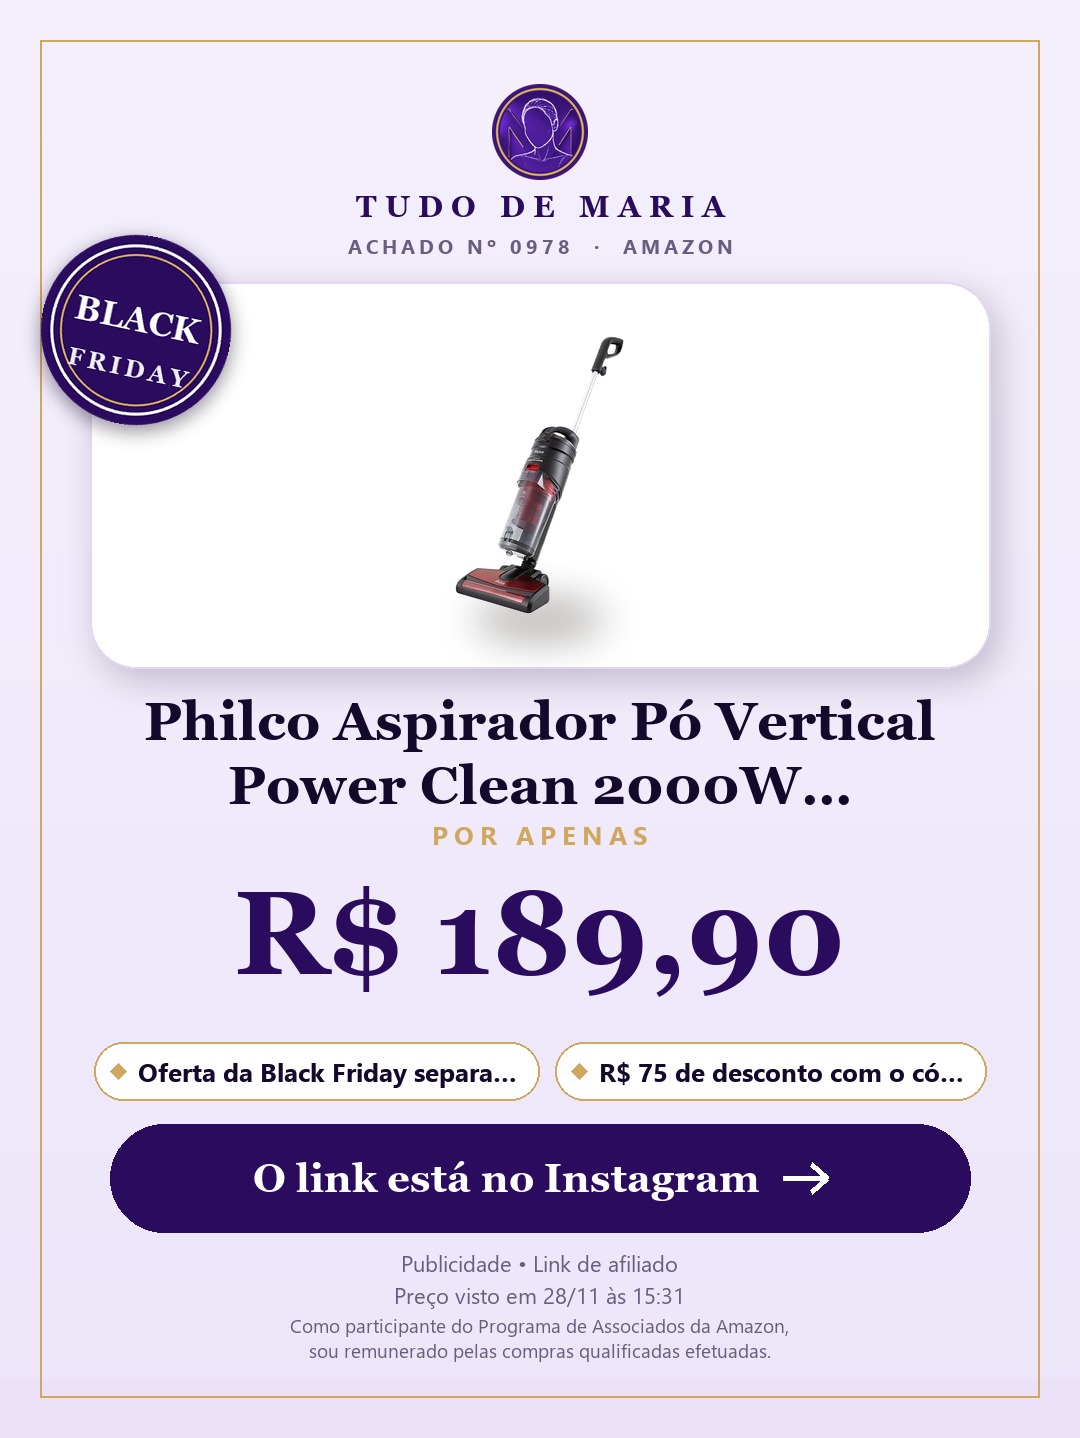 TUDO DE MARIA
ACHADO Nº 0978 · AMAZON
BLACK
FRIDAY
Philco Aspirador Pó Vertical
Power Clean 2000W...
POR APENAS
R$ 189,90
Oferta da Black Friday separa...
R$ 75 de desconto com o có...
O link está no Instagram →
Publicidade • Link de afiliado
Preço visto em 28/11 às 15:31
Como participante do Programa de Associados da Amazon,
sou remunerado pelas compras qualificadas efetuadas.